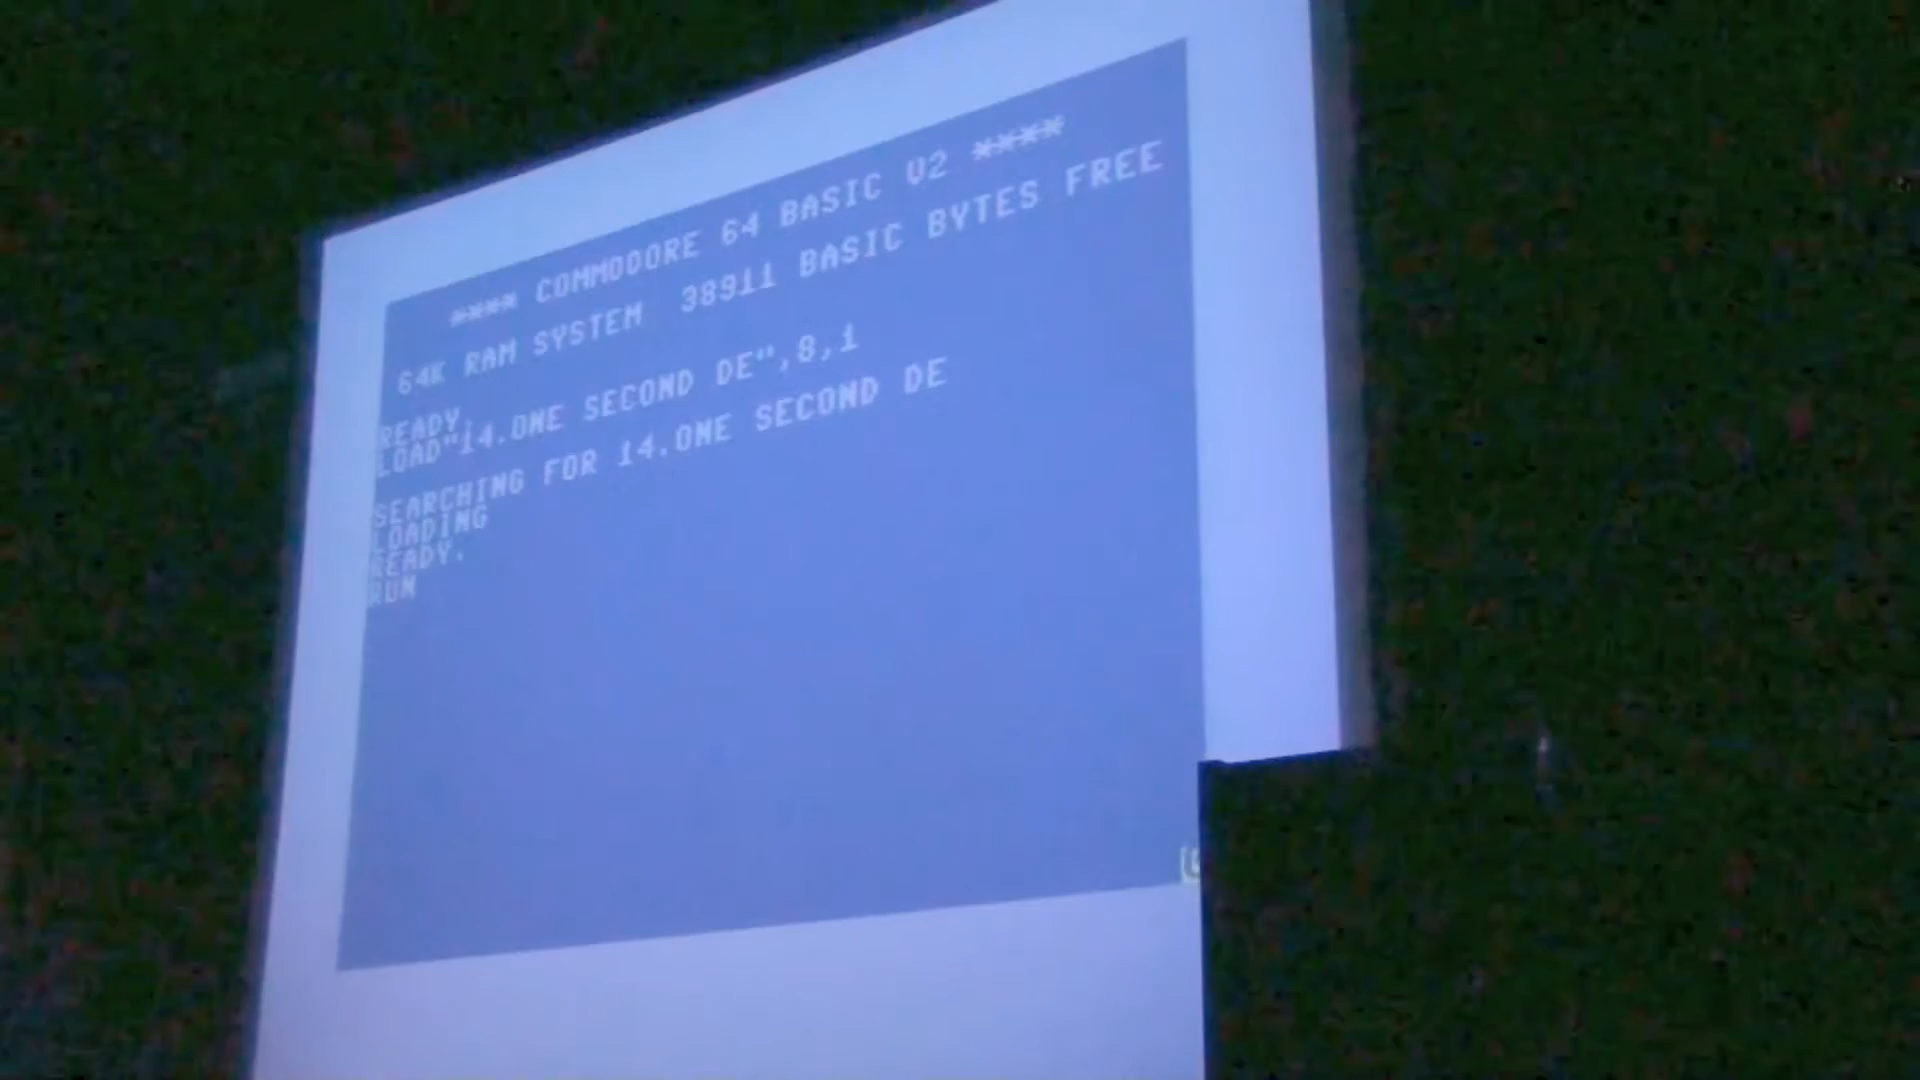 **** COMMODORE 64 BASIC V2 ****
64K RAM SYSTEM 38911 BASIC BYTES FREE
READY.
LOAD"14.ONE SECOND DE",8,1
SEARCHING FOR 14.ONE SECOND DE
LOADING
READY.
RUN